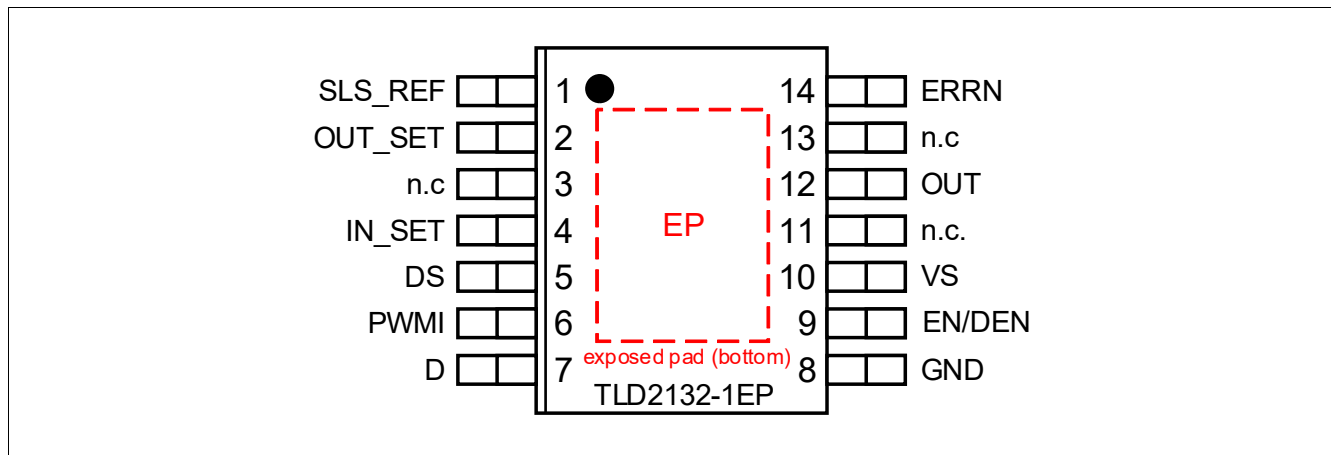 SLS_REF 1 14 ERRN
OUT_SET 2 13 n.c
n.c 3 12 OUT
IN_SET 4 EP 11 n.c.
DS 5 10 VS
PWMI 6 9 EN/DEN
D 7 exposed pad (bottom) 8 GND
TLD2132-1EP